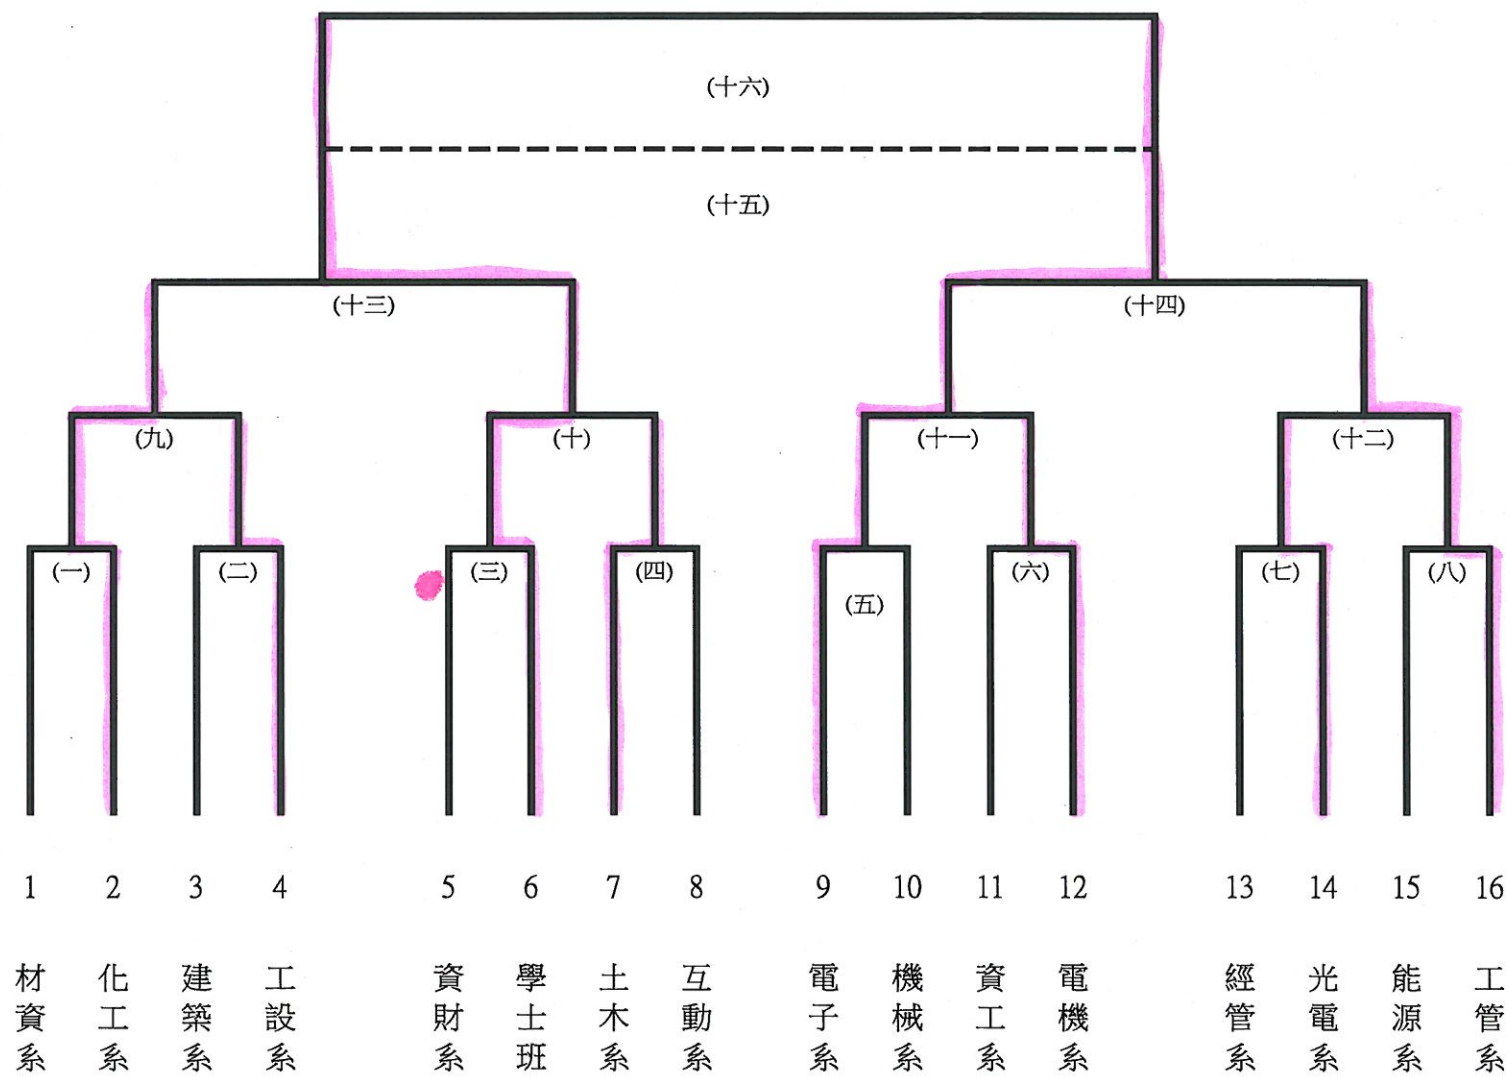 (十六)
(十五)
(十三) (十四)
(九) (十) (十一) (十二)
(一) (二) (三) (四) (五) (六) (七) (八)
1 2 3 4 5 6 7 8 9 10 11 12 13 14 15 16
材資系
化工系
建築系
工設系
資財系
學士班
土木系
互動系
電子系
機械系
資工系
電機系
經管系
光電系
能源系
工管系